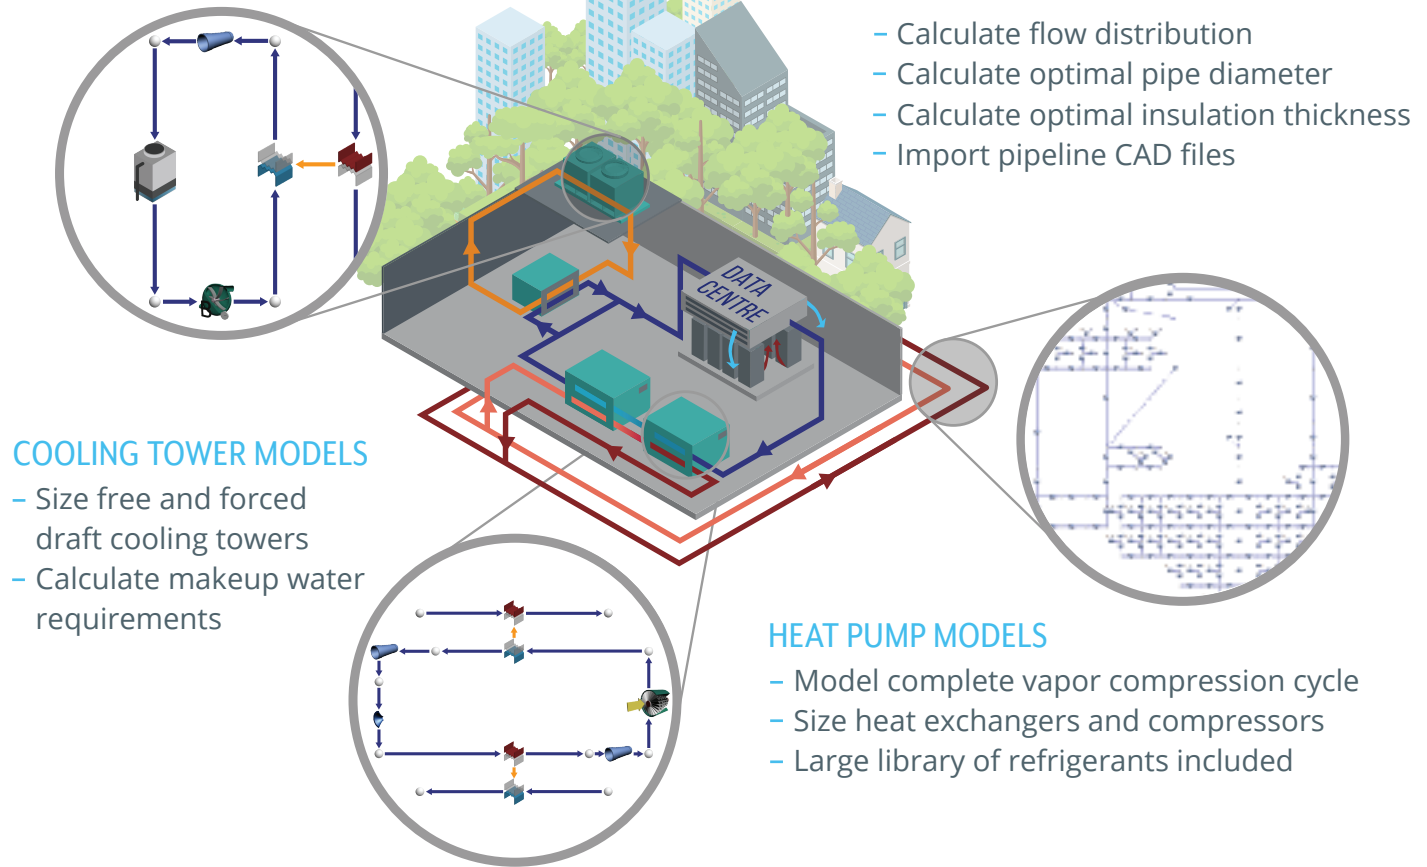 – Calculate flow distribution
– Calculate optimal pipe diameter
– Calculate optimal insulation thickness
– Import pipeline CAD files
DATA
CENTRE
COOLING TOWER MODELS
– Size free and forced
draft cooling towers
– Calculate makeup water
requirements
HEAT PUMP MODELS
– Model complete vapor compression cycle
– Size heat exchangers and compressors
– Large library of refrigerants included